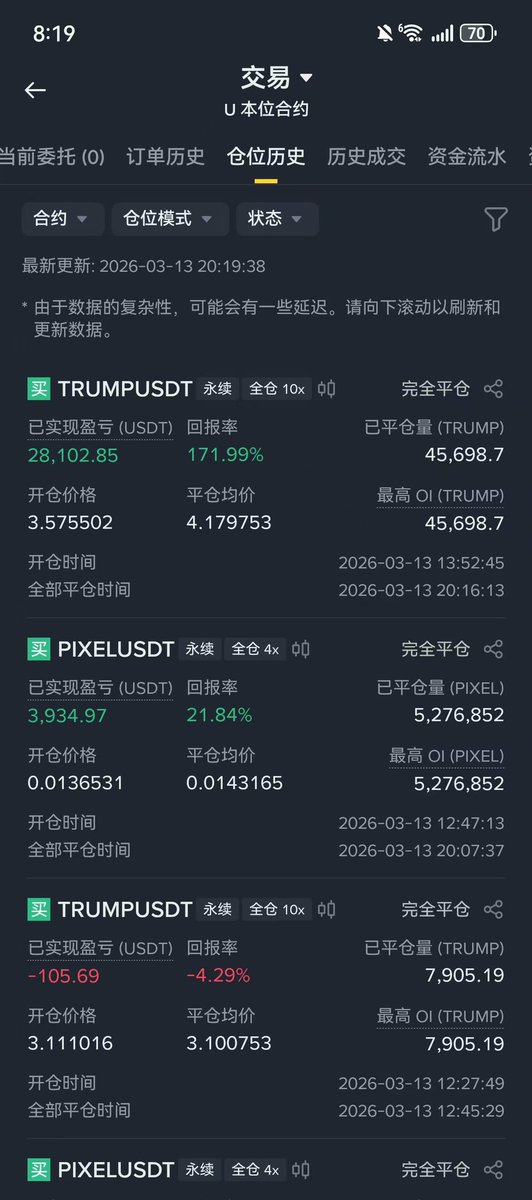 8:19
6
70
交易
U 本位合约
当前委托 (0) 订单历史 仓位历史 历史成交 资金流水
合约 仓位模式 状态
最新更新: 2026-03-13 20:19:38
* 由于数据的复杂性，可能会有一些延迟。请向下滚动以刷新和
更新数据。
买 TRUMPUSDT 永续 全仓 10x 完全平仓
已实现盈亏 (USDT) 回报率 已平仓量 (TRUMP)
28,102.85 171.99% 45,698.7
开仓价格 平仓均价 最高 OI (TRUMP)
3.575502 4.179753 45,698.7
开仓时间 2026-03-13 13:52:45
全部平仓时间 2026-03-13 20:16:13
买 PIXELUSDT 永续 全仓 4x 完全平仓
已实现盈亏 (USDT) 回报率 已平仓量 (PIXEL)
3,934.97 21.84% 5,276,852
开仓价格 平仓均价 最高 OI (PIXEL)
0.0136531 0.0143165 5,276,852
开仓时间 2026-03-13 12:47:13
全部平仓时间 2026-03-13 20:07:37
买 TRUMPUSDT 永续 全仓 10x 完全平仓
已实现盈亏 (USDT) 回报率 已平仓量 (TRUMP)
-105.69 -4.29% 7,905.19
开仓价格 平仓均价 最高 OI (TRUMP)
3.111016 3.100753 7,905.19
开仓时间 2026-03-13 12:27:49
全部平仓时间 2026-03-13 12:45:29
买 PIXELUSDT 永续 全仓 4x 完全平仓